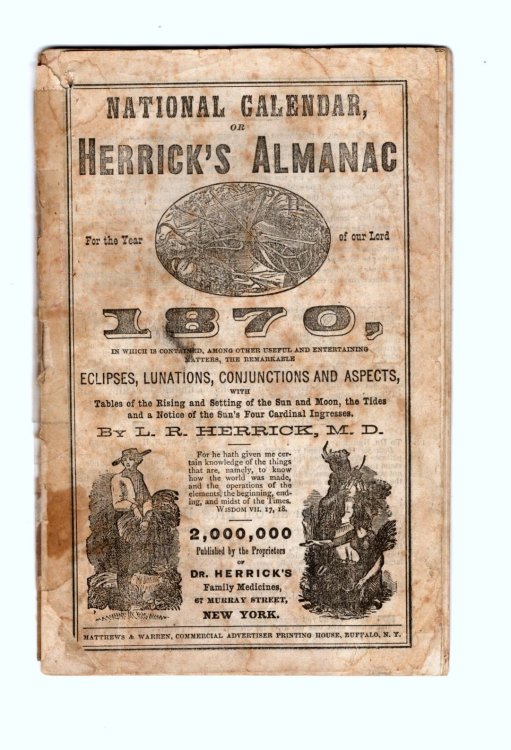 NATIONAL CALENDAR,
OR
HERRICK'S ALMANAC
For the Year
of our Lord
1870,
IN WHICH IS CONTAINED, AMONG OTHER USEFUL AND ENTERTAINING
MATTERS, THE REMARKABLE
ECLIPSES, LUNATIONS, CONJUNCTIONS AND ASPECTS,
WITH
Tables of the Rising and Setting of the Sun and Moon, the Tides
and a Notice of the Sun's Four Cardinal Ingresses.
BY L. R. HERRICK, M. D.
For he hath given me cer-
tain knowledge of the things
that are, namely, to know
how the world was made,
and the operations of the
elements, the beginning, end-
ing, and midst of the Times.
WISDOM VII. 17, 18.
2,000,000
Published by the Proprietors
OF
DR. HERRICK'S
Family Medicines,
67 MURRAY STREET,
NEW YORK.
MATTHEWS & WARREN, COMMERCIAL ADVERTISER PRINTING HOUSE, BUFFALO, N. Y.